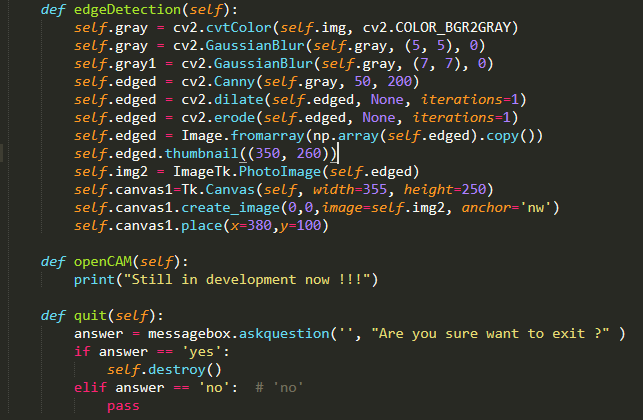 def edgeDetection(self):
    self.gray = cv2.cvtColor(self.img, cv2.COLOR_BGR2GRAY)
    self.gray = cv2.GaussianBlur(self.gray, (5, 5), 0)
    self.gray1 = cv2.GaussianBlur(self.gray, (7, 7), 0)
    self.edged = cv2.Canny(self.gray, 50, 200)
    self.edged = cv2.dilate(self.edged, None, iterations=1)
    self.edged = cv2.erode(self.edged, None, iterations=1)
    self.edged = Image.fromarray(np.array(self.edged).copy())
    self.edged.thumbnail((350, 260))
    self.img2 = ImageTk.PhotoImage(self.edged)
    self.canvas1=Tk.Canvas(self, width=355, height=250)
    self.canvas1.create_image(0,0,image=self.img2, anchor='nw')
    self.canvas1.place(x=380,y=100)

def openCAM(self):
    print("Still in development now !!!")

def quit(self):
    answer = messagebox.askquestion('', "Are you sure want to exit ?" )
    if answer == 'yes':
        self.destroy()
    elif answer == 'no':  # 'no'
        pass